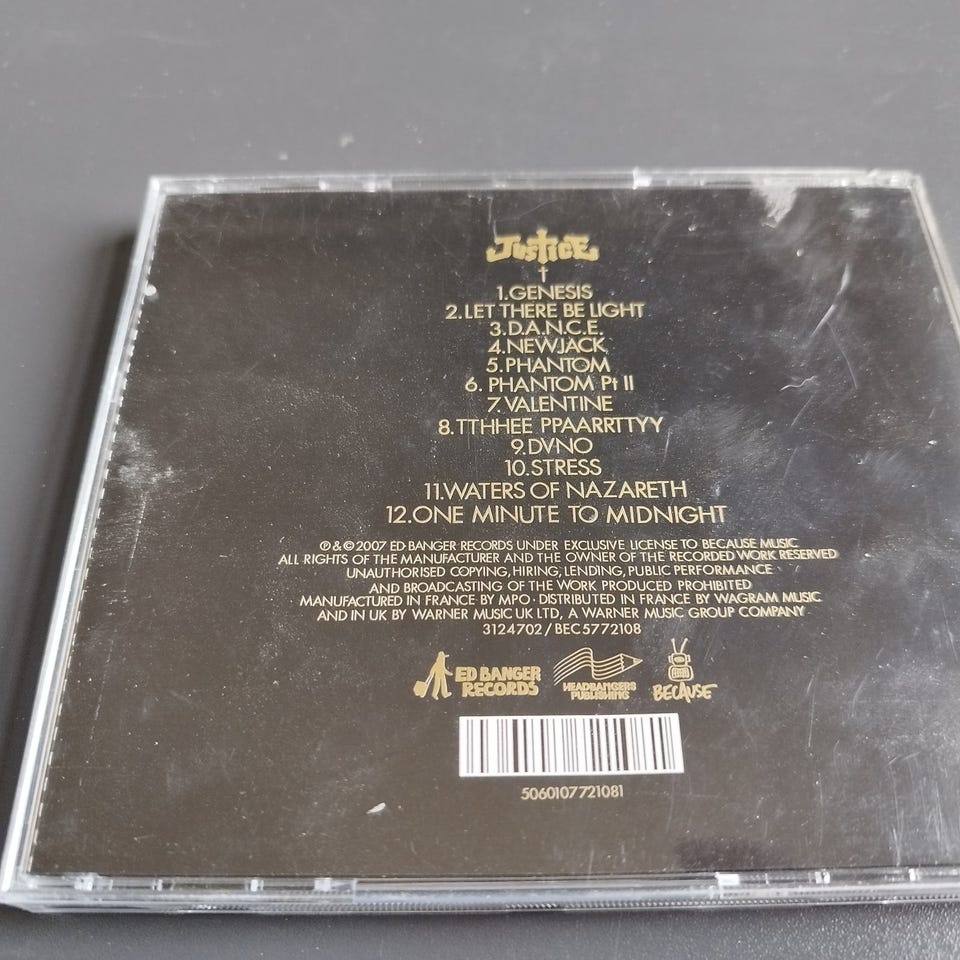 JUSTICE
†
1.GENESIS
2.LET THERE BE LIGHT
3.D.A.N.C.E.
4.NEWJACK
5.PHANTOM
6. PHANTOM Pt II
7.VALENTINE
8.TTHHEE PPAARRTTYY
9.DVNO
10.STRESS
11.WATERS OF NAZARETH
12.ONE MINUTE TO MIDNIGHT
℗ & © 2007 ED BANGER RECORDS UNDER EXCLUSIVE LICENSE TO BECAUSE MUSIC
ALL RIGHTS OF THE MANUFACTURER AND THE OWNER OF THE RECORDED WORK RESERVED
UNAUTHORISED COPYING, HIRING, LENDING, PUBLIC PERFORMANCE
AND BROADCASTING OF THE WORK PRODUCED PROHIBITED
MANUFACTURED IN FRANCE BY MPO · DISTRIBUTED IN FRANCE BY WAGRAM MUSIC
AND IN UK BY WARNER MUSIC UK LTD, A WARNER MUSIC GROUP COMPANY
3124702 / BEC5772108
ED BANGER
RECORDS
HEADBANGERS
PUBLISHING
BECAUSE
5060107721081